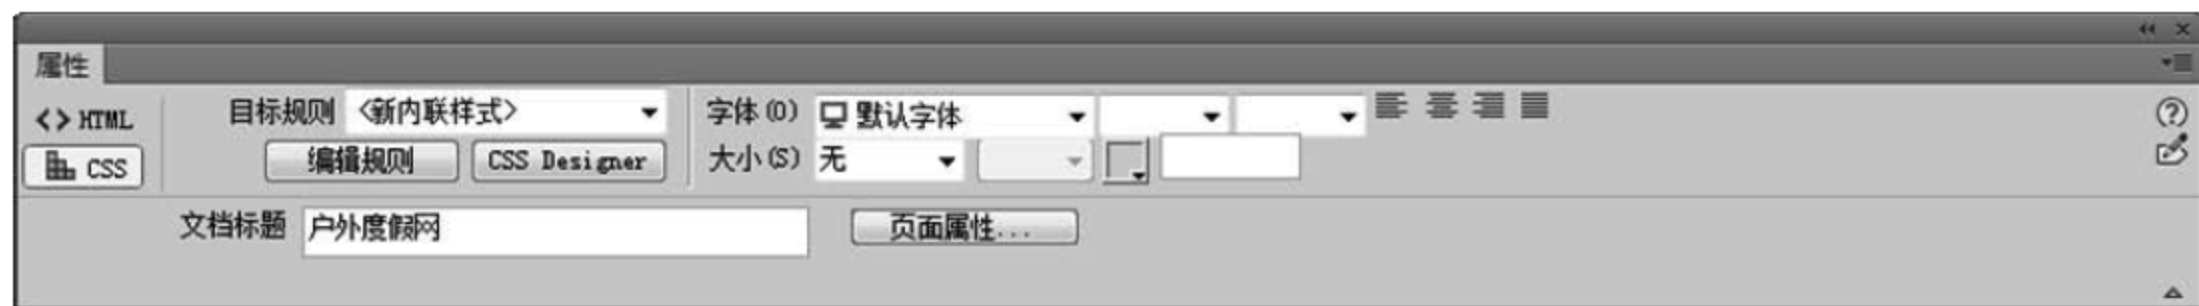 属性
<> HTML
目标规则 <新内联样式>
字体(O) 默认字体
CSS
编辑规则 CSS Designer
大小(S) 无
文档标题 户外度假网
页面属性...